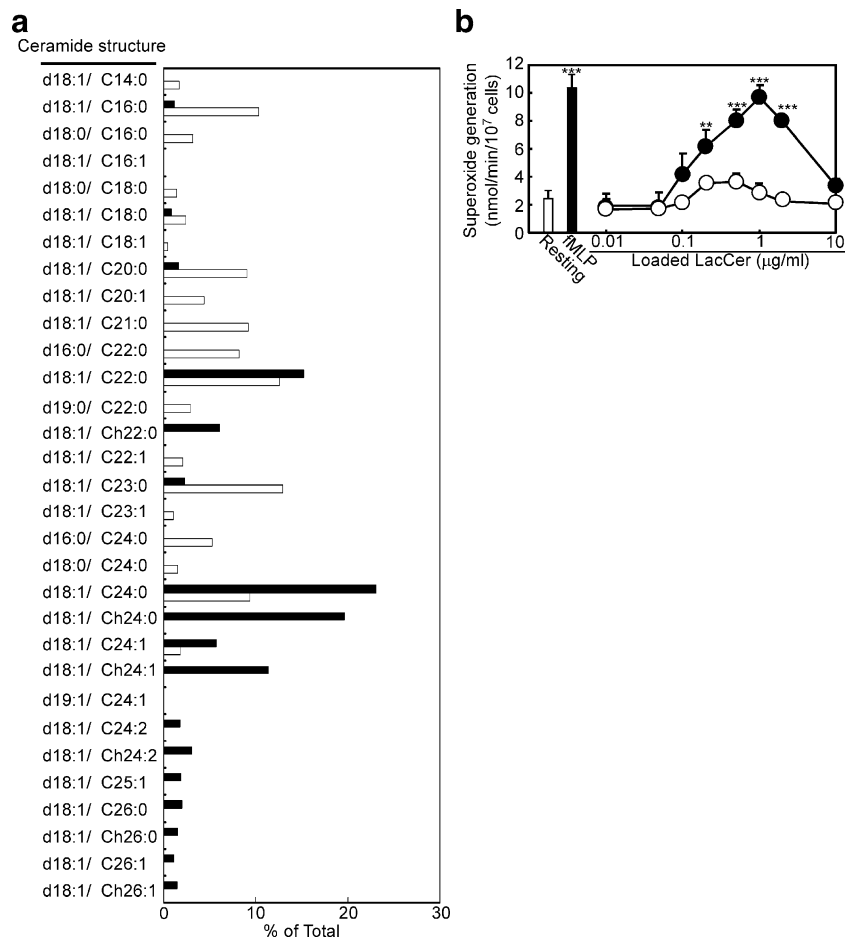 a
Ceramide structure
d18:1/ C14:0
d18:1/ C16:0
d18:0/ C16:0
d18:1/ C16:1
d18:0/ C18:0
d18:1/ C18:0
d18:1/ C18:1
d18:1/ C20:0
d18:1/ C20:1
d18:1/ C21:0
d16:0/ C22:0
d18:1/ C22:0
d19:0/ C22:0
d18:1/ Ch22:0
d18:1/ C22:1
d18:1/ C23:0
d18:1/ C23:1
d16:0/ C24:0
d18:0/ C24:0
d18:1/ C24:0
d18:1/ Ch24:0
d18:1/ C24:1
d18:1/ Ch24:1
d19:1/ C24:1
d18:1/ C24:2
d18:1/ Ch24:2
d18:1/ C25:1
d18:1/ C26:0
d18:1/ Ch26:0
d18:1/ C26:1
d18:1/ Ch26:1
0 10 20 30
% of Total
b
Superoxide generation
(nmol/min/10⁷ cells)
12
10
8
6
4
2
0
***
**
***
***
***
Resting
fMLP
0.01 0.1 1 10
Loaded LacCer (μg/ml)